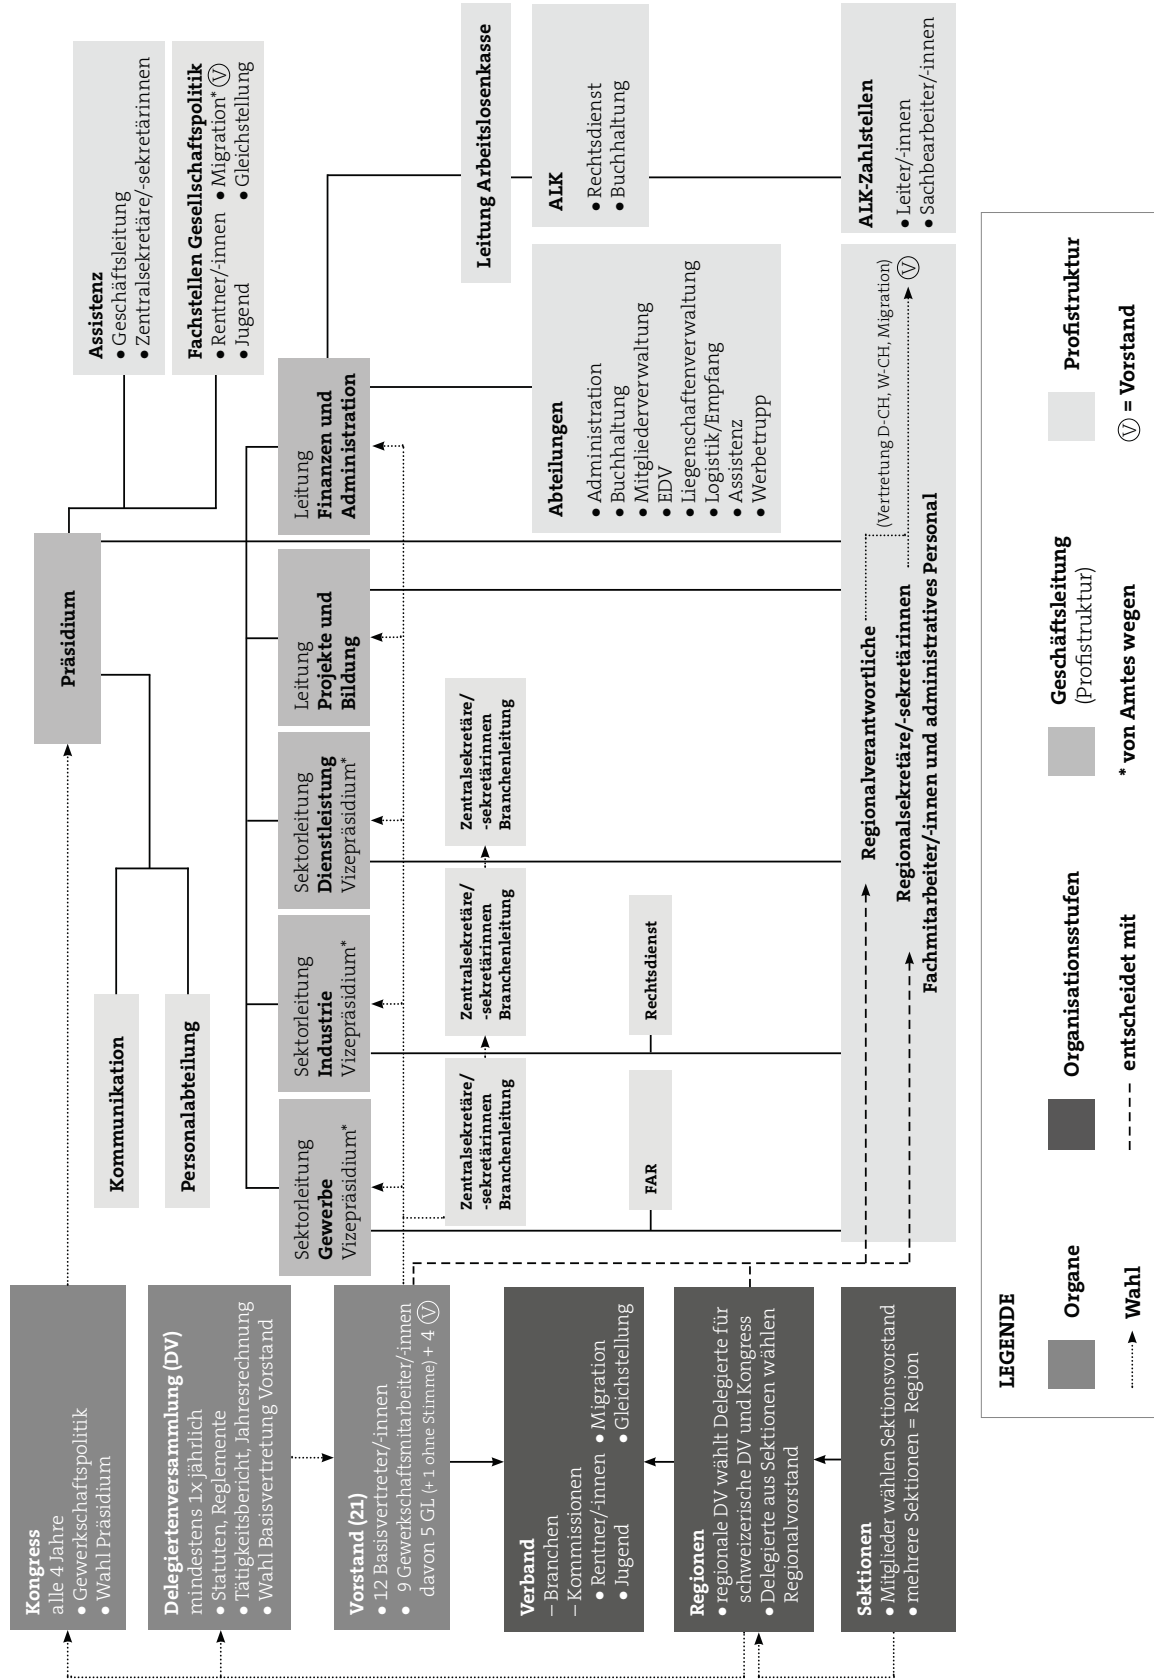 Kongress
alle 4 Jahre
• Gewerkschaftspolitik
• Wahl Präsidium
Delegiertenversammlung (DV)
mindestens 1x jährlich
• Statuten, Reglemente
• Tätigkeitsbericht, Jahresrechnung
• Wahl Basisvertretung Vorstand
Vorstand (21)
• 12 Basisvertreter/-innen
• 9 Gewerkschaftsmitarbeiter/-innen
davon 5 GL (+ 1 ohne Stimme) + 4 Ⓥ
Verband
– Branchen
– Kommissionen
• Rentner/-innen • Migration
• Jugend • Gleichstellung
Regionen
• regionale DV wählt Delegierte für
schweizerische DV und Kongress
• Delegierte aus Sektionen wählen
Regionalvorstand
Sektionen
• Mitglieder wählen Sektionsvorstand
• mehrere Sektionen = Region
Präsidium
Kommunikation
Personalabteilung
Assistenz
• Geschäftsleitung
• Zentralsekretäre/-sekretärinnen
Fachstellen Gesellschaftspolitik
• Rentner/-innen • Migration* Ⓥ
• Jugend • Gleichstellung
Sektorleitung
Gewerbe
Vizepräsidium*
Sektorleitung
Industrie
Vizepräsidium*
Sektorleitung
Dienstleistung
Vizepräsidium*
Leitung
Projekte und
Bildung
Leitung
Finanzen und
Administration
Zentralsekretäre/
-sekretärinnen
Branchenleitung
Zentralsekretäre/
-sekretärinnen
Branchenleitung
Zentralsekretäre/
-sekretärinnen
Branchenleitung
FAR
Rechtsdienst
Abteilungen
• Administration
• Buchhaltung
• Mitgliederverwaltung
• EDV
• Liegenschaftenverwaltung
• Logistik/Empfang
• Assistenz
• Werbetrupp
Leitung Arbeitslosenkasse
ALK
• Rechtsdienst
• Buchhaltung
ALK-Zahlstellen
• Leiter/-innen
• Sachbearbeiter/-innen
Regionalverantwortliche
(Vertretung D-CH, W-CH, Migration)
Regionalsekretäre/-sekretärinnen
Ⓥ
Fachmitarbeiter/-innen und administratives Personal
LEGENDE
Organe
Organisationsstufen
Geschäftsleitung
(Profistruktur)
Profistruktur
Wahl
entscheidet mit
* von Amtes wegen
Ⓥ = Vorstand